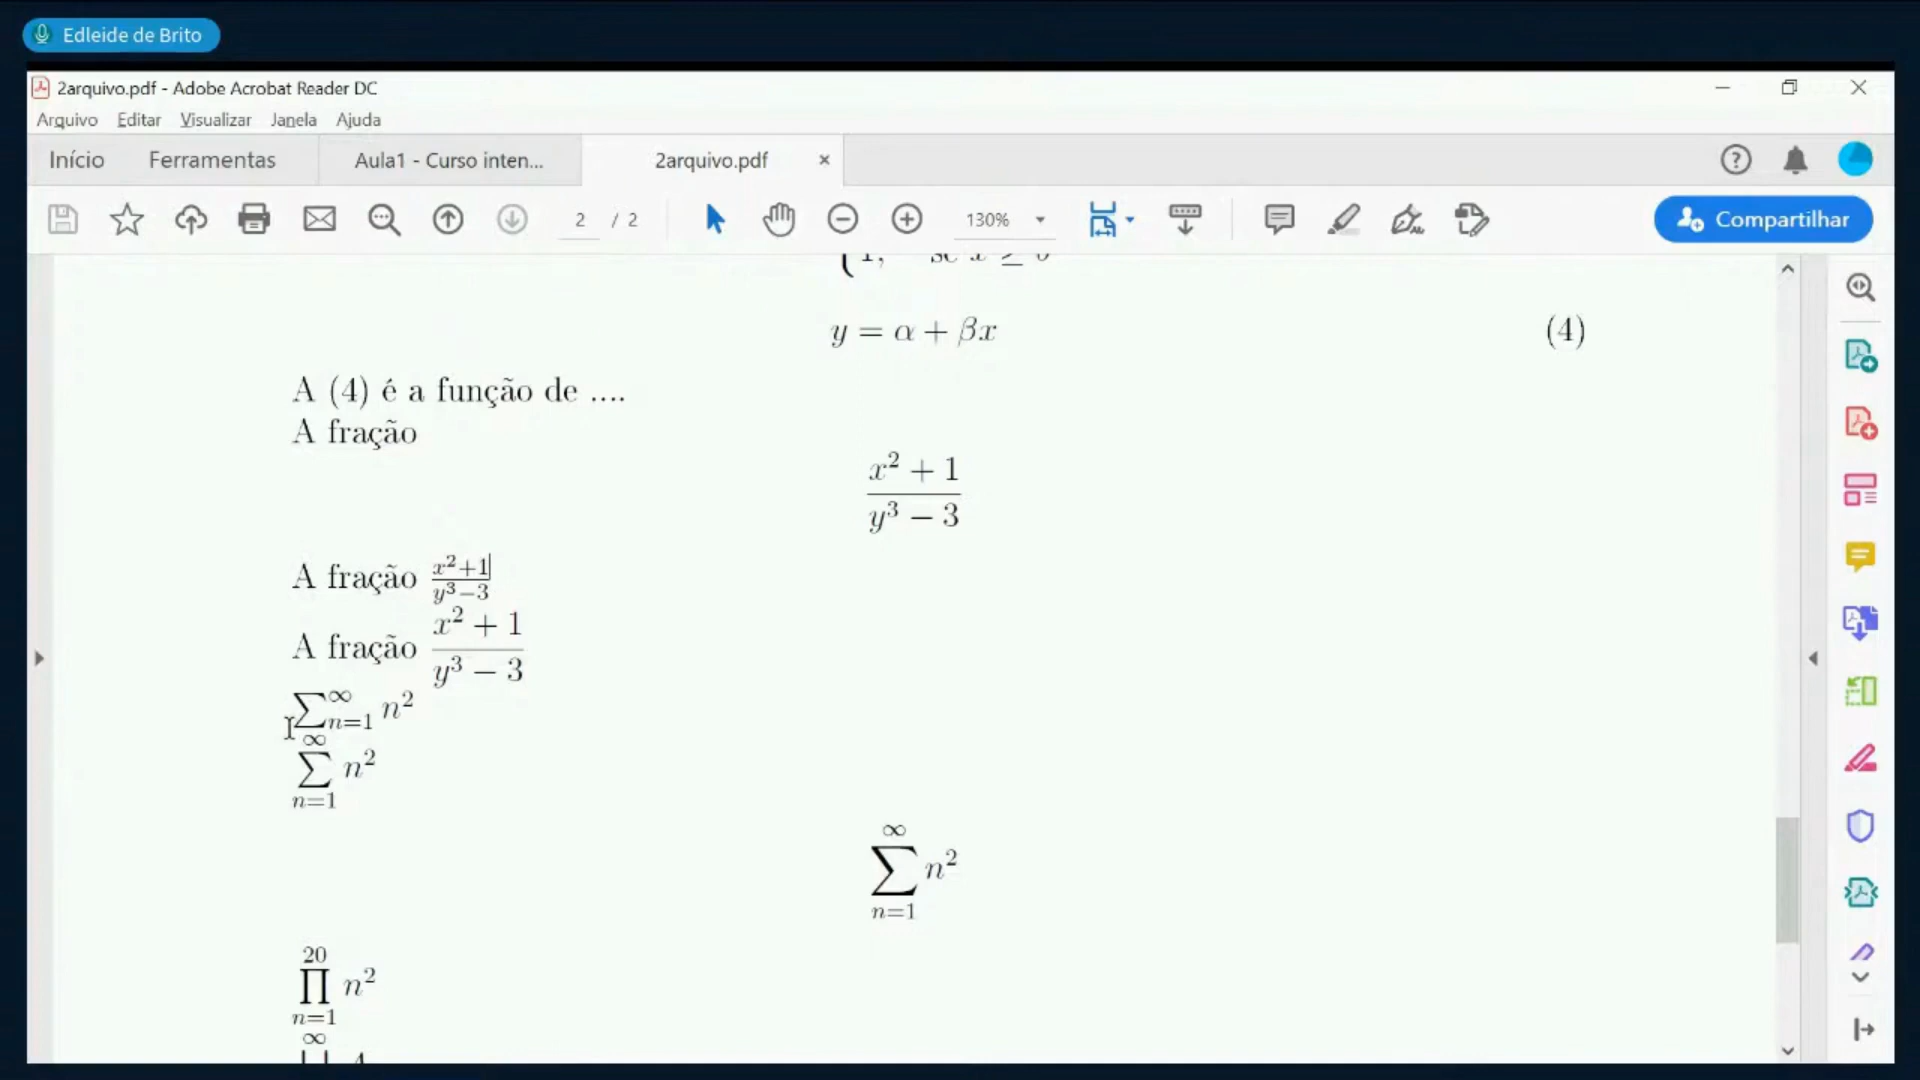 Edleide de Brito
2arquivo.pdf - Adobe Acrobat Reader DC
Arquivo Editar Visualizar Janela Ajuda
Início Ferramentas Aula1 - Curso inten... 2arquivo.pdf ×
2 / 2 130% Compartilhar
y = α + βx (4)
A (4) é a função de ....
A fração
x² + 1
y³ − 3
A fração x²+1
y³−3
A fração x² + 1
y³ − 3
∑∞n=1 n²
∞
∑ n²
n=1
∞
∑ n²
n=1
20
∏ n²
n=1
∞